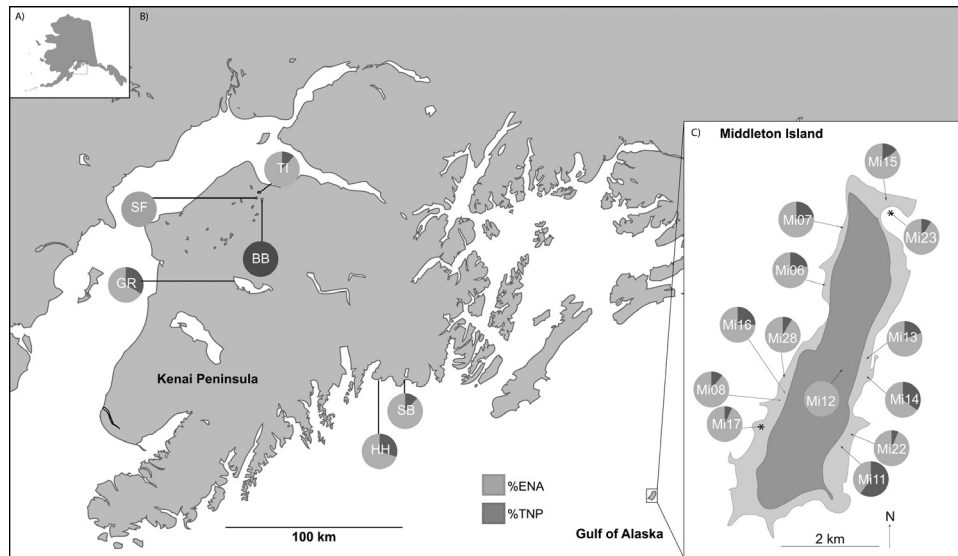 A)
B)
TI
SF
BB
GR
Kenai Peninsula
SB
HH
%ENA
%TNP
100 km
Gulf of Alaska
C)
Middleton Island
Mi15
*
Mi07
Mi23
Mi06
Mi16
Mi28
Mi13
Mi08
Mi12
Mi14
Mi17
*
Mi22
Mi11
N
2 km